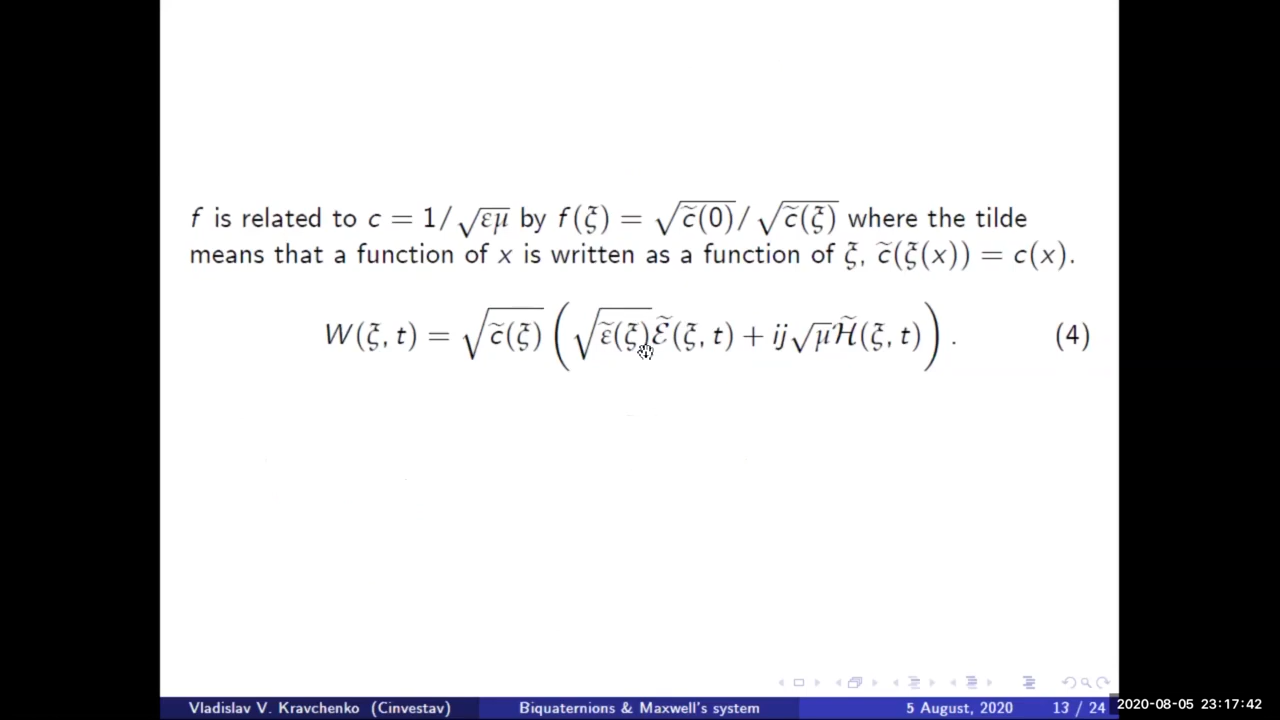 f is related to c = 1/√εμ by f(ξ) = √c̃(0)/√c̃(ξ) where the tilde
means that a function of x is written as a function of ξ, c̃(ξ(x)) = c(x).
W(ξ, t) = √c̃(ξ) (√ε̃(ξ)ℰ̃(ξ, t) + ij√μℋ̃(ξ, t)). (4)
Vladislav V. Kravchenko (Cinvestav) Biquaternions & Maxwell's system 5 August, 2020 13 / 24
2020-08-05 23:17:42